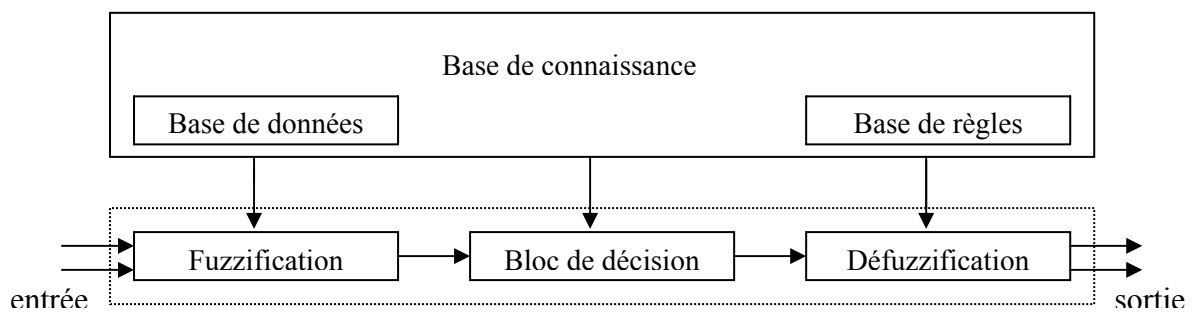 Base de connaissance
Base de données
Base de règles
Fuzzification
Bloc de décision
Défuzzification
entrée
sortie